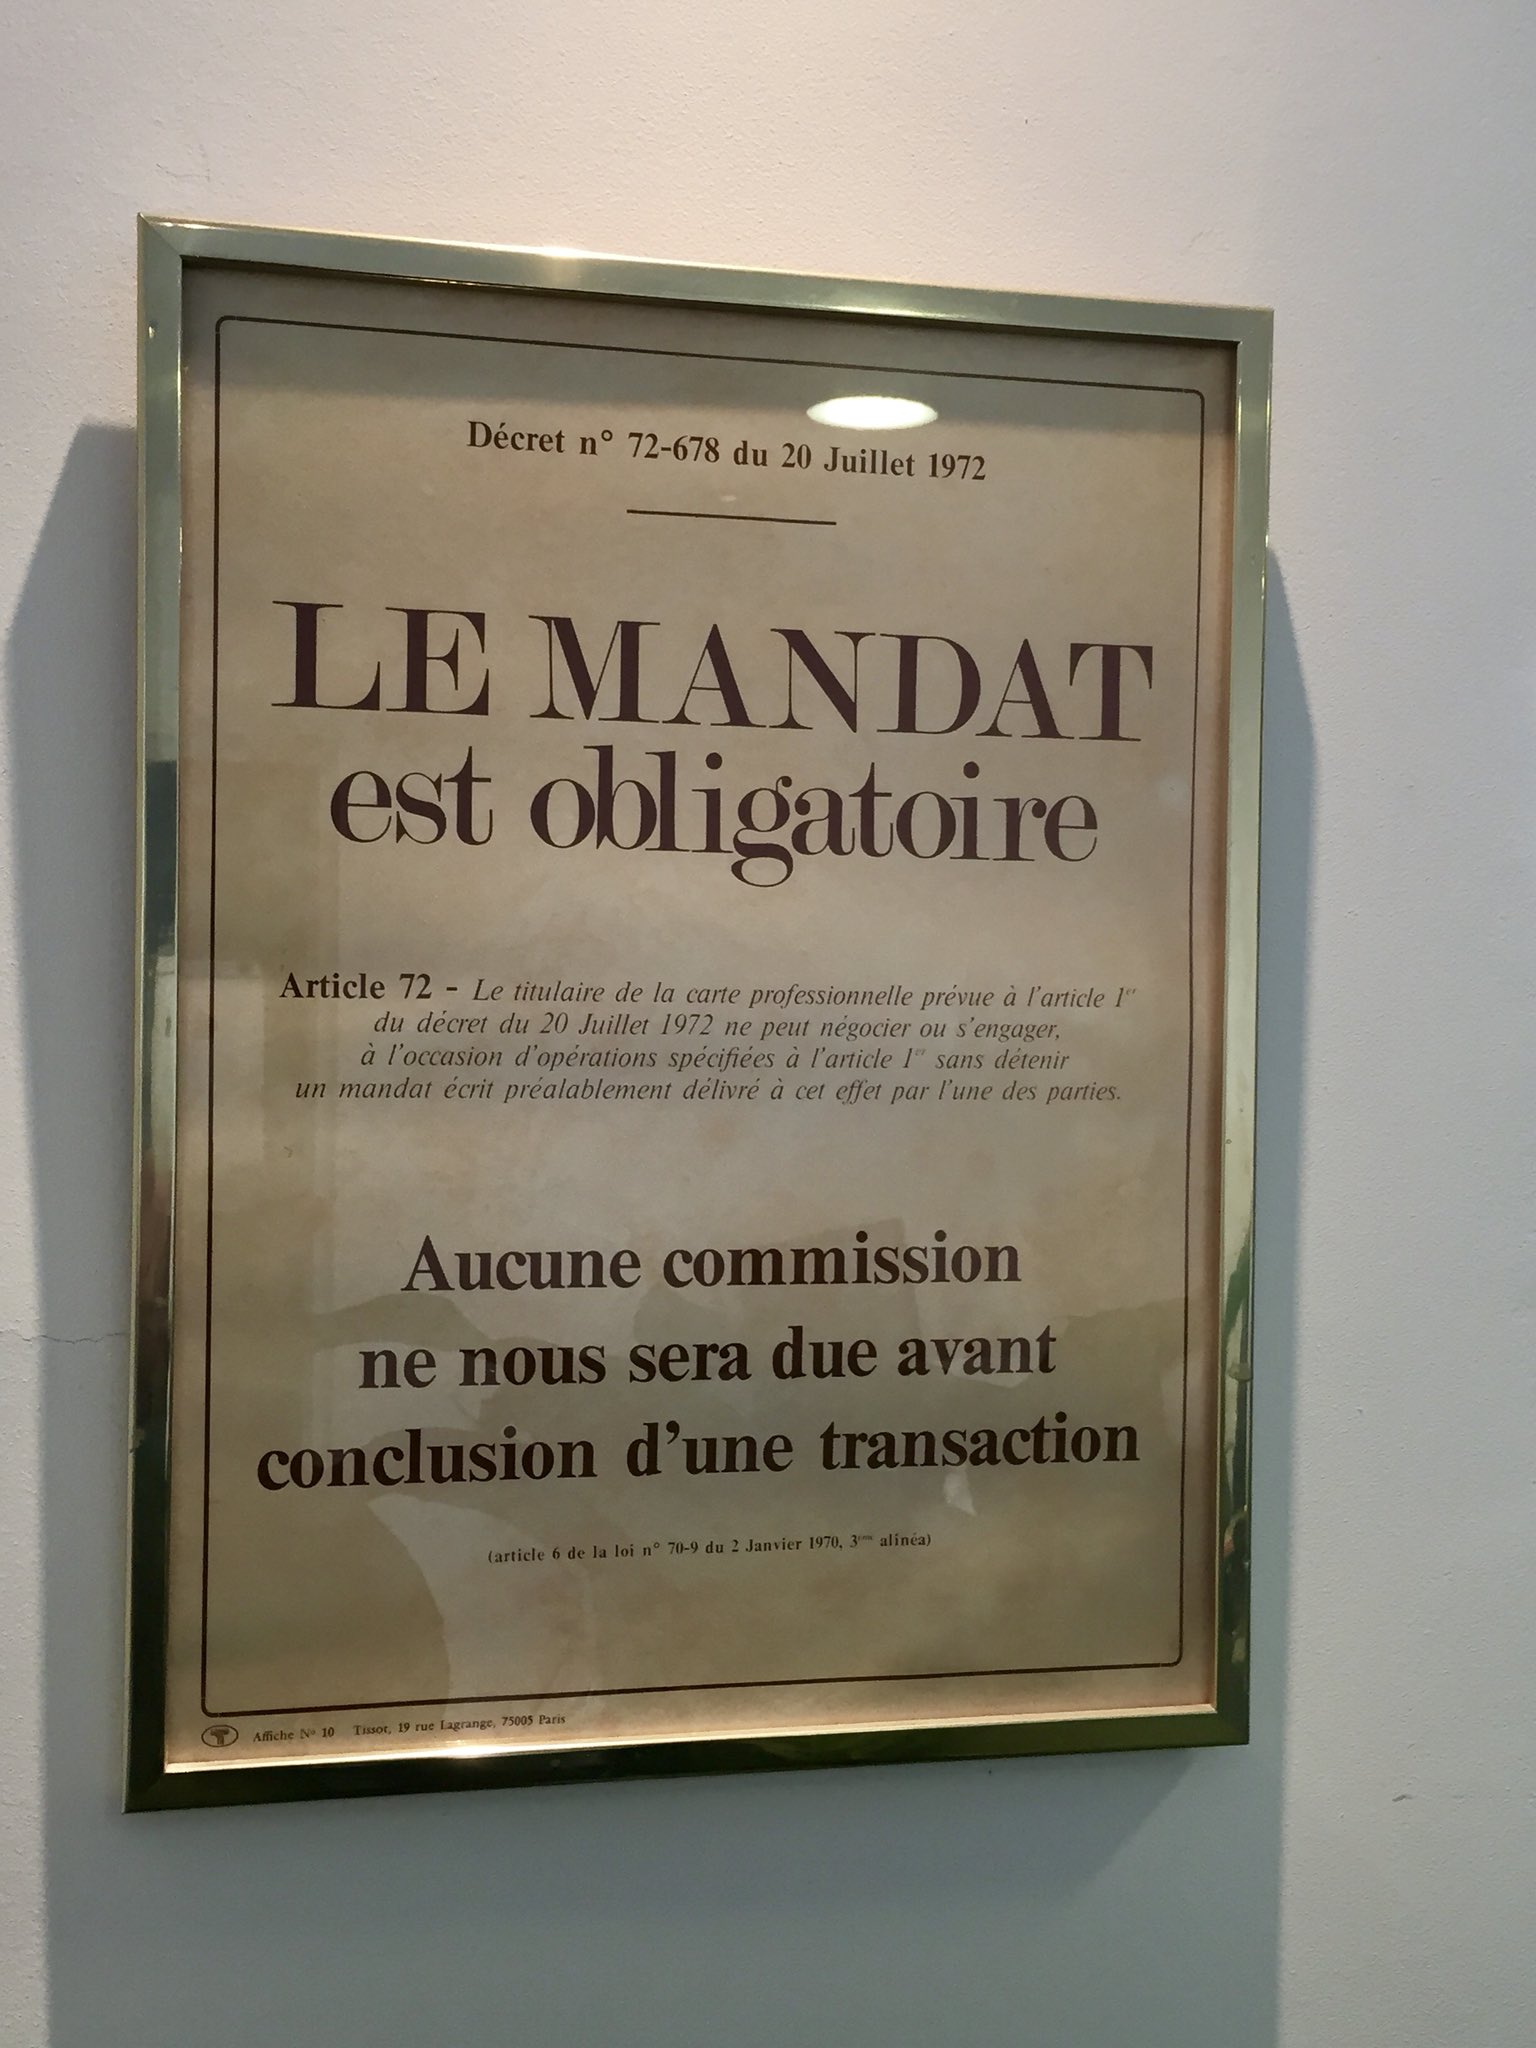 Décret n° 72-678 du 20 Juillet 1972
LE MANDAT
est obligatoire
Article 72 - Le titulaire de la carte professionnelle prévue à l'article 1er
du décret du 20 Juillet 1972 ne peut négocier ou s'engager,
à l'occasion d'opérations spécifiées à l'article 1er sans détenir
un mandat écrit préalablement délivré à cet effet par l'une des parties.
Aucune commission
ne nous sera due avant
conclusion d'une transaction
(article 6 de la loi n° 70-9 du 2 Janvier 1970, 3ème alinéa)
T Affiche No 10 Tissot, 19 rue Lagrange, 75005 Paris